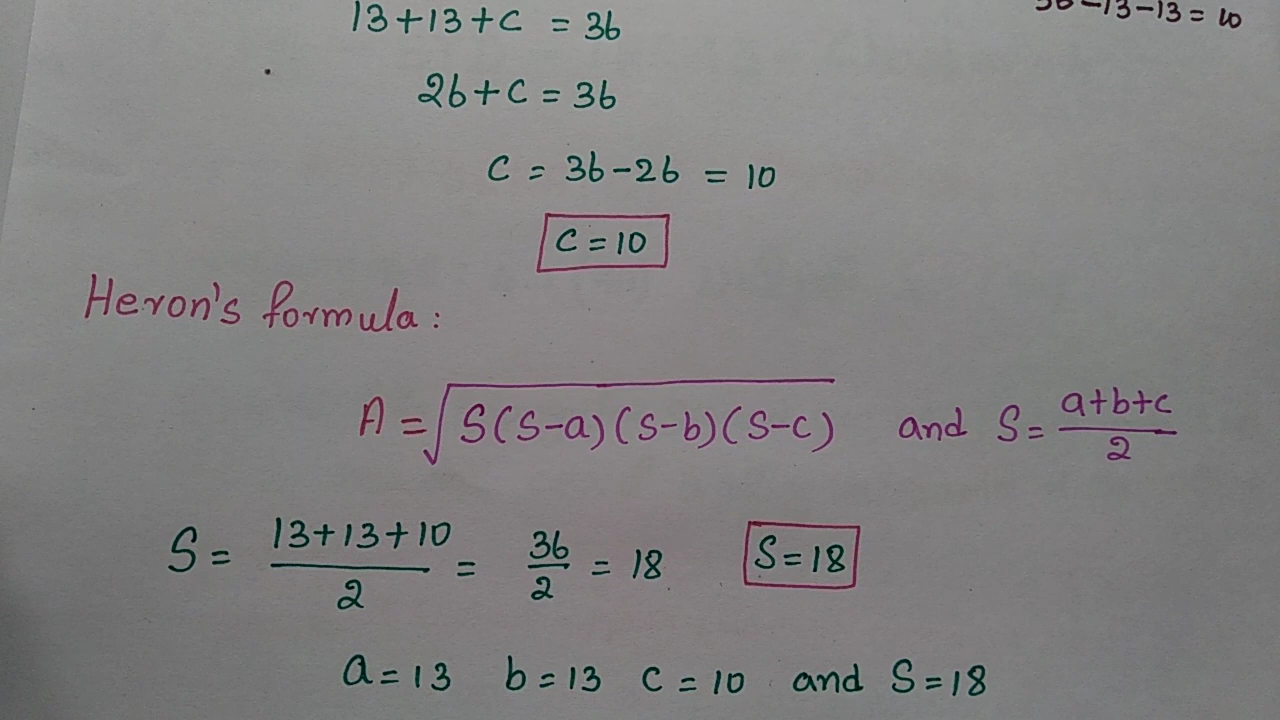 13+13+C = 36
36-13-13 = 10
26+C = 36
C = 36-26 = 10
C = 10
Heron's formula:
A = √S(S-a)(S-b)(S-c) and S = a+b+c/2
S = 13+13+10/2 = 36/2 = 18 S=18
a=13 b=13 c=10 and S=18